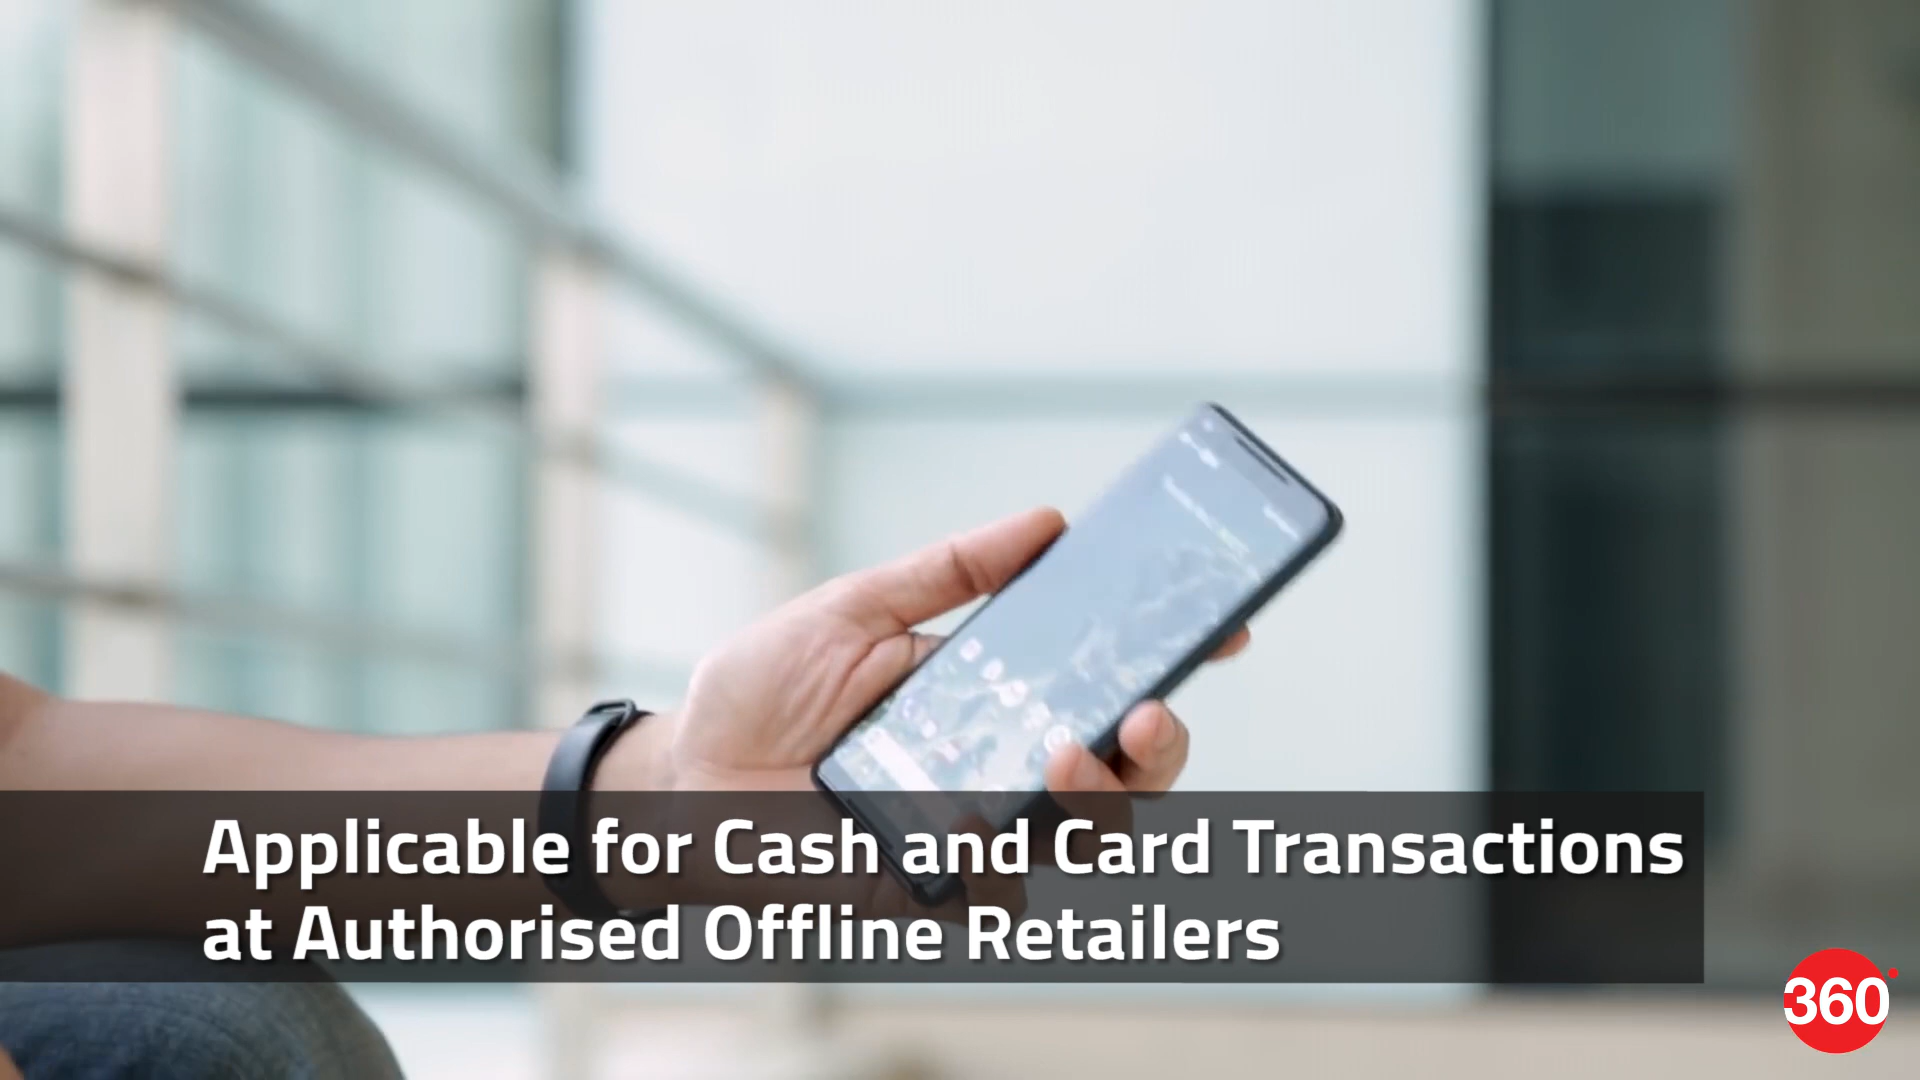 Applicable for Cash and Card Transactions
at Authorised Offline Retailers
360